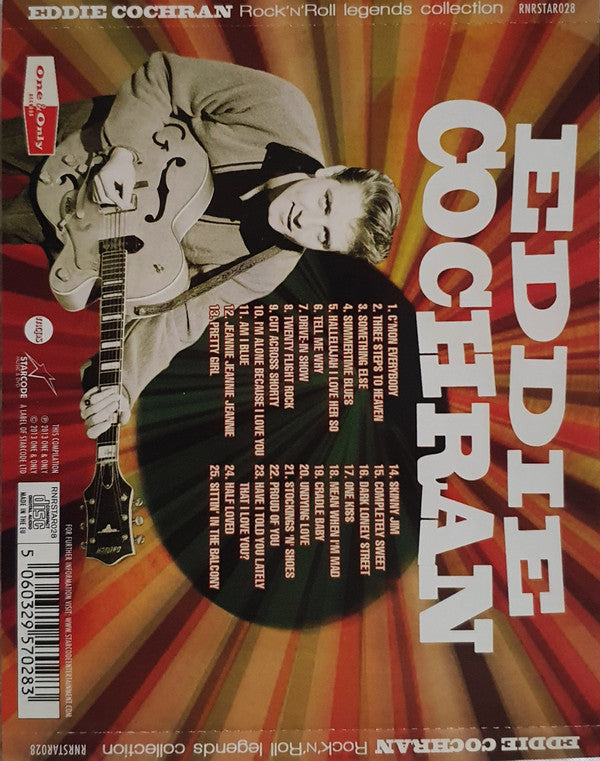 EDDIE COCHRAN Rock'N'Roll legends collection RNRSTAR028
EDDIE
COCHRAN
1. C'MON EVERYBODY
2. THREE STEPS TO HEAVEN
3. SOMETHING ELSE
4. SUMMERTIME BLUES
5. HALLELUJAH I LOVE HER SO
6. TELL ME WHY
7. DRIVE-IN SHOW
8. TWENTY FLIGHT ROCK
9. CUT ACROSS SHORTY
10. I'M ALONE BECAUSE I LOVE YOU
11. AM I BLUE
12. JEANNIE JEANNIE JEANNIE
13. PRETTY GIRL
14. SKINNY JIM
15. COMPLETELY SWEET
16. DARK LONELY STREET
17. ONE KISS
18. MEAN WHEN I'M MAD
19. CRADLE BABY
20. UNDYING LOVE
21. STOCKINGS 'N' SHOES
22. PROUD OF YOU
23. HAVE I TOLD YOU LATELY
THAT I LOVE YOU?
24. HALF LOVED
25. SITTIN' IN THE BALCONY
One & Only
RECORDS
STARCODE
THIS COMPILATION
℗ 2013 ONE & ONLY
© 2013 ONE & ONLY
A LABEL OF STARCODE LTD
FOR FURTHER INFORMATION VISIT: WWW.STARCODEENTERTAINMENT.COM
RNRSTAR028
COMPACT
disc
DIGITAL AUDIO
MADE IN THE EU
5 060329 570283
EDDIE COCHRAN Rock'N'Roll legends collection RNRSTAR028